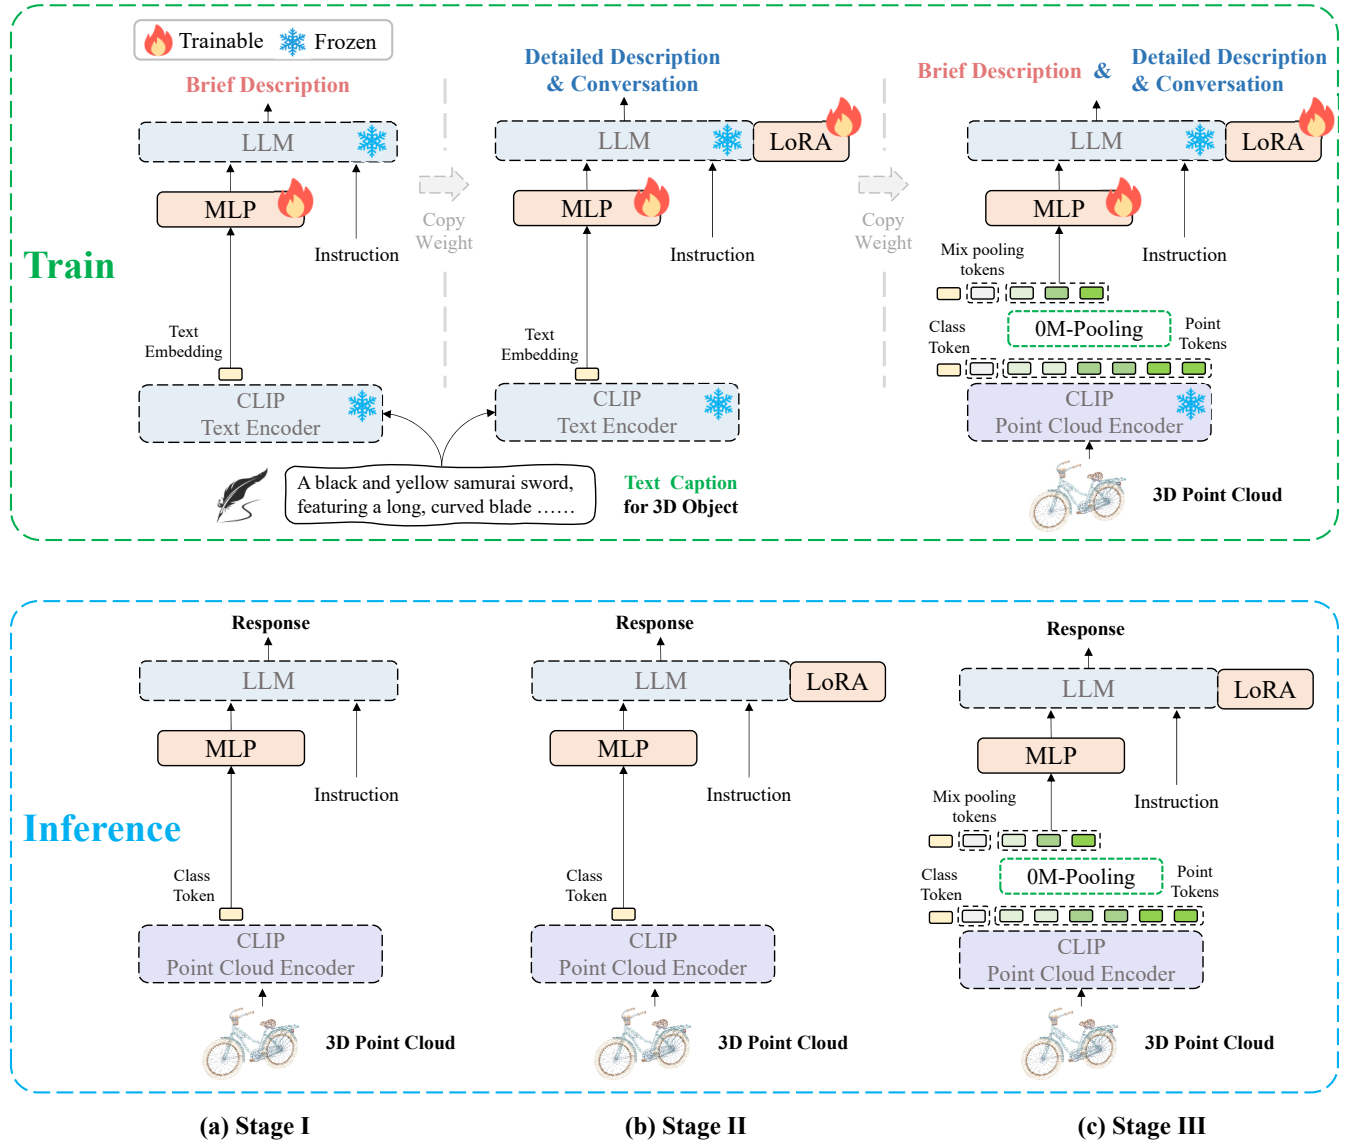 Trainable
Frozen
Brief Description
LLM
MLP
Instruction
Text
Embedding
CLIP
Text Encoder
Copy
Weight
Detailed Description
& Conversation
LLM
LoRA
MLP
Instruction
Text
Embedding
CLIP
Text Encoder
Copy
Weight
Brief Description & Detailed Description
& Conversation
LLM
LoRA
MLP
Instruction
Mix pooling
tokens
Class
Token
0M-Pooling
Point
Tokens
CLIP
Point Cloud Encoder
3D Point Cloud
Train
A black and yellow samurai sword,
featuring a long, curved blade ……
Text Caption
for 3D Object
Inference
Response
LLM
MLP
Instruction
Class
Token
CLIP
Point Cloud Encoder
3D Point Cloud
Response
LLM
LoRA
MLP
Instruction
Class
Token
CLIP
Point Cloud Encoder
3D Point Cloud
Response
LLM
LoRA
MLP
Instruction
Mix pooling
tokens
Class
Token
0M-Pooling
Point
Tokens
CLIP
Point Cloud Encoder
3D Point Cloud
(a) Stage I
(b) Stage II
(c) Stage III